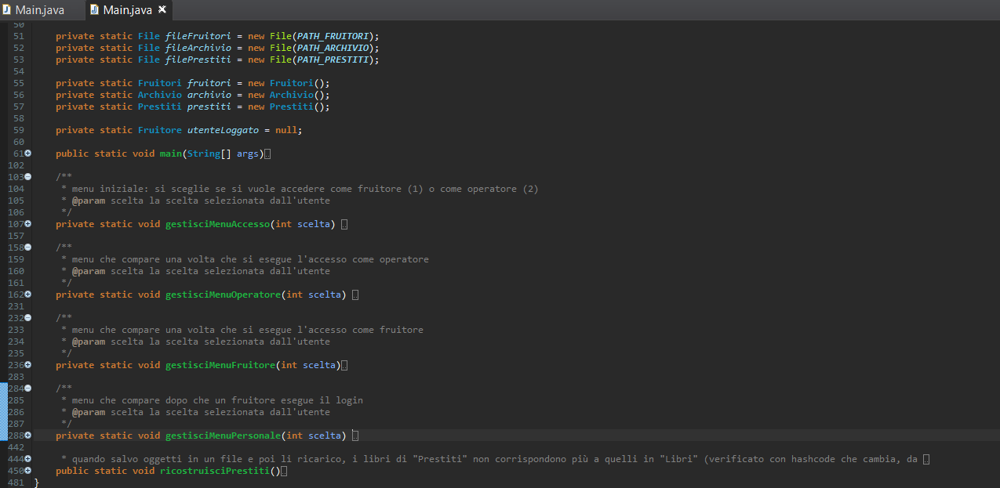 Main.java Main.java
50
51 private static File fileFruitori = new File(PATH_FRUITORI);
52 private static File fileArchivio = new File(PATH_ARCHIVIO);
53 private static File filePrestiti = new File(PATH_PRESTITI);
54
55 private static Fruitori fruitori = new Fruitori();
56 private static Archivio archivio = new Archivio();
57 private static Prestiti prestiti = new Prestiti();
58
59 private static Fruitore utenteLoggato = null;
60
61 public static void main(String[] args)
102
103 /**
104 * menu iniziale: si sceglie se si vuole accedere come fruitore (1) o come operatore (2)
105 * @param scelta la scelta selezionata dall'utente
106 */
107 private static void gestisciMenuAccesso(int scelta)
157
158 /**
159 * menu che compare una volta che si esegue l'accesso come operatore
160 * @param scelta la scelta selezionata dall'utente
161 */
162 private static void gestisciMenuOperatore(int scelta)
231
232 /**
233 * menu che compare una volta che si esegue l'accesso come fruitore
234 * @param scelta la scelta selezionata dall'utente
235 */
236 private static void gestisciMenuFruitore(int scelta)
283
284 /**
285 * menu che compare dopo che un fruitore esegue il login
286 * @param scelta la scelta selezionata dall'utente
287 */
288 private static void gestisciMenuPersonale(int scelta)
442
444 * quando salvo oggetti in un file e poi li ricarico, i libri di "Prestiti" non corrispondono più a quelli in "Libri" (verificato con hashcode che cambia, da
450 public static void ricostruisciPrestiti()
481 }